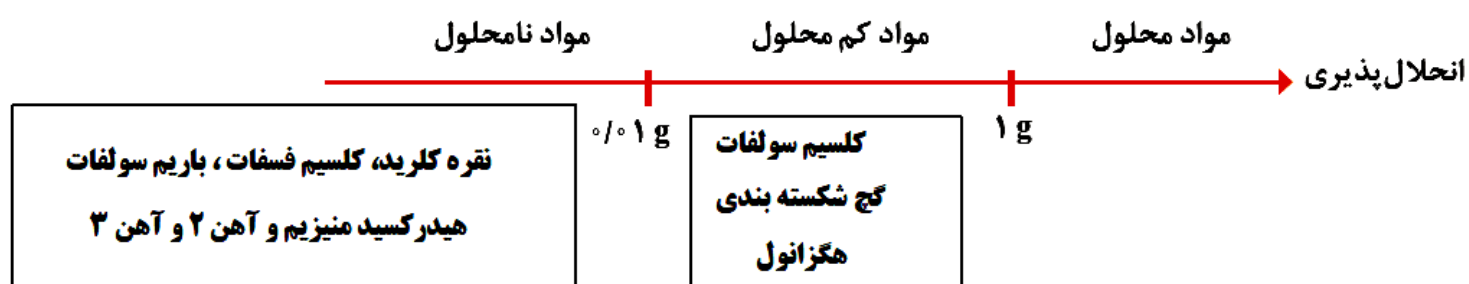 مواد محلول
مواد کم محلول
مواد نامحلول
انحلال‌پذیری
۱ g
۰/۰۱ g
کلسیم سولفات
گچ شکسته بندی
هگزانول
نقره کلرید، کلسیم فسفات ، باریم سولفات
هیدرکسید منیزیم و آهن ۲ و آهن ۳